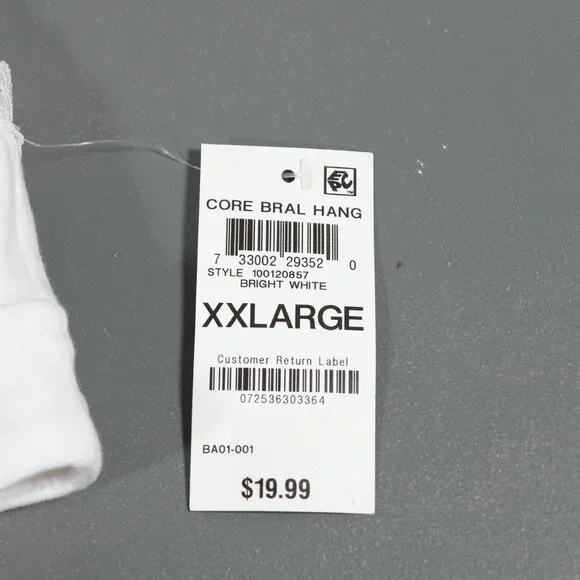 EPC
CORE BRAL HANG
7 33002 29352 0
STYLE 100120857
BRIGHT WHITE
XXLARGE
Customer Return Label
072536303364
BA01-001
$19.99